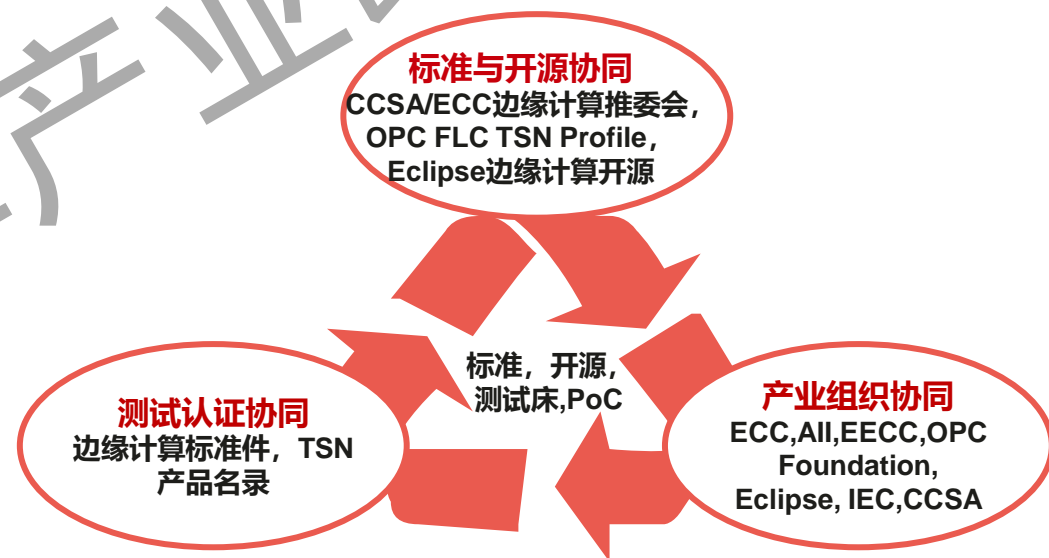 产业
标准与开源协同
CCSA/ECC边缘计算推委会，
OPC FLC TSN Profile，
Eclipse边缘计算开源
标准，开源，
测试床,PoC
测试认证协同
边缘计算标准件，TSN
产品名录
产业组织协同
ECC,AII,EECC,OPC
Foundation,
Eclipse, IEC,CCSA